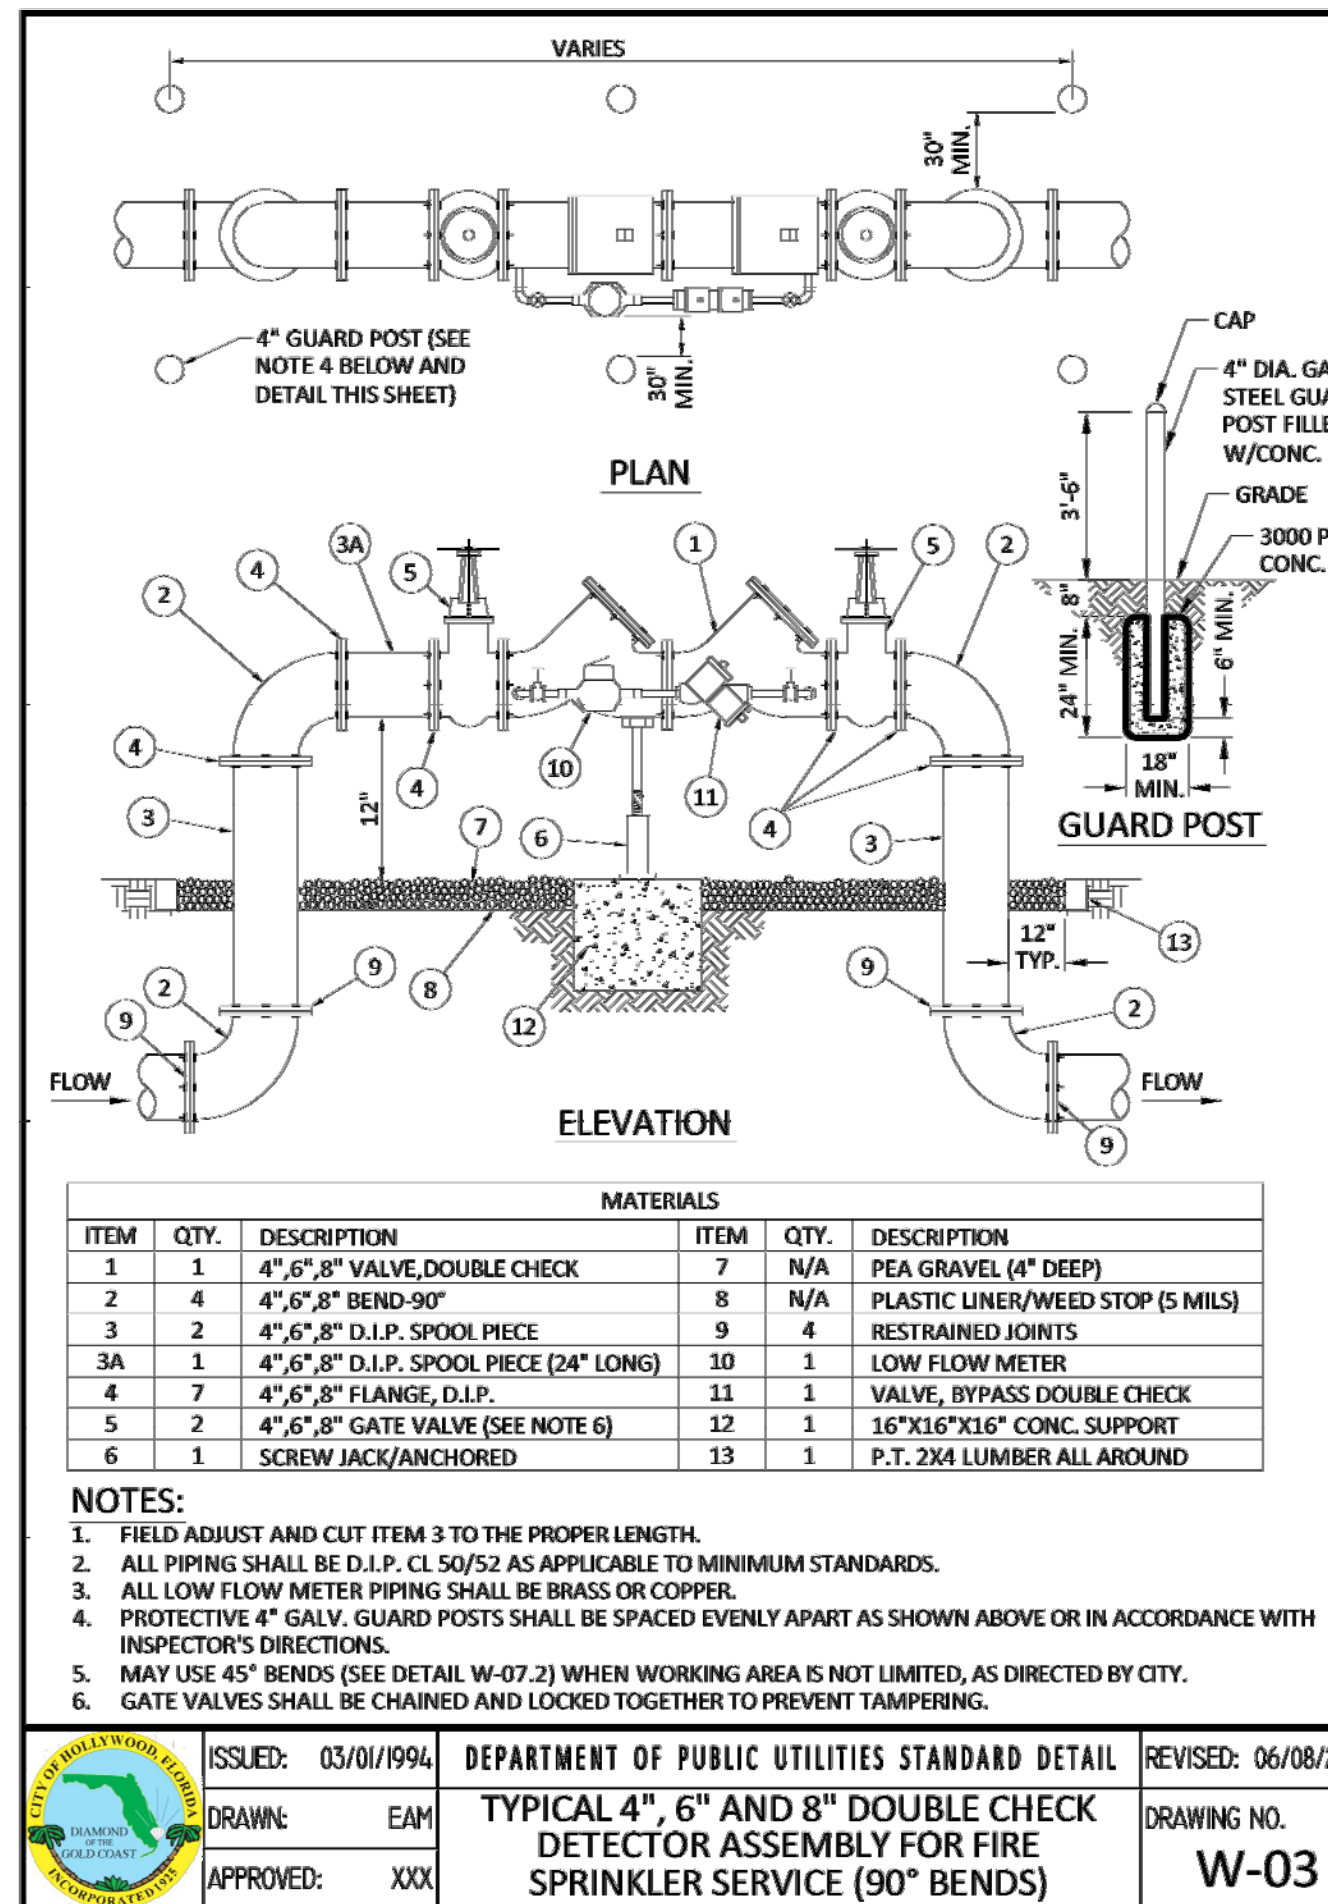 VARIES
30" MIN.
4" GUARD POST (SEE
NOTE 4 BELOW AND
DETAIL THIS SHEET)
30" MIN.
PLAN
CAP
4" DIA.
STEEL
POST
W/CONC.
GRADE
3000
CONC.
3'-6"
8"
24" MIN.
6" MIN.
18"
MIN.
GUARD POST
3A
4
5
2
1
5
2
4
4
10
11
4
3
12"
7
6
3
12"
TYP.
13
9
8
12
9
2
9
2
9
FLOW
FLOW
ELEVATION
MATERIALS
ITEM QTY. DESCRIPTION ITEM QTY. DESCRIPTION
1 1 4",6",8" VALVE,DOUBLE CHECK 7 N/A PEA GRAVEL (4" DEEP)
2 4 4",6",8" BEND-90° 8 N/A PLASTIC LINER/WEED STOP (5 MILS)
3 2 4",6",8" D.I.P. SPOOL PIECE 9 4 RESTRAINED JOINTS
3A 1 4",6",8" D.I.P. SPOOL PIECE (24" LONG) 10 1 LOW FLOW METER
4 7 4",6",8" FLANGE, D.I.P. 11 1 VALVE, BYPASS DOUBLE CHECK
5 2 4",6",8" GATE VALVE (SEE NOTE 6) 12 1 16"X16"X16" CONC. SUPPORT
6 1 SCREW JACK/ANCHORED 13 1 P.T. 2X4 LUMBER ALL AROUND
NOTES:
1. FIELD ADJUST AND CUT ITEM 3 TO THE PROPER LENGTH.
2. ALL PIPING SHALL BE D.I.P. CL 50/52 AS APPLICABLE TO MINIMUM STANDARDS.
3. ALL LOW FLOW METER PIPING SHALL BE BRASS OR COPPER.
4. PROTECTIVE 4" GALV. GUARD POSTS SHALL BE SPACED EVENLY APART AS SHOWN ABOVE OR IN ACCORDANCE WITH
INSPECTOR'S DIRECTIONS.
5. MAY USE 45° BENDS (SEE DETAIL W-07.2) WHEN WORKING AREA IS NOT LIMITED, AS DIRECTED BY CITY.
6. GATE VALVES SHALL BE CHAINED AND LOCKED TOGETHER TO PREVENT TAMPERING.
CITY OF HOLLYWOOD, FLORIDA
DIAMOND
OF THE
GOLD COAST
INCORPORATED 1925
ISSUED: 03/01/1994
DRAWN: EAM
APPROVED: XXX
DEPARTMENT OF PUBLIC UTILITIES STANDARD DETAIL
TYPICAL 4", 6" AND 8" DOUBLE CHECK
DETECTOR ASSEMBLY FOR FIRE
SPRINKLER SERVICE (90° BENDS)
REVISED: 06/08/
DRAWING NO.
W-03